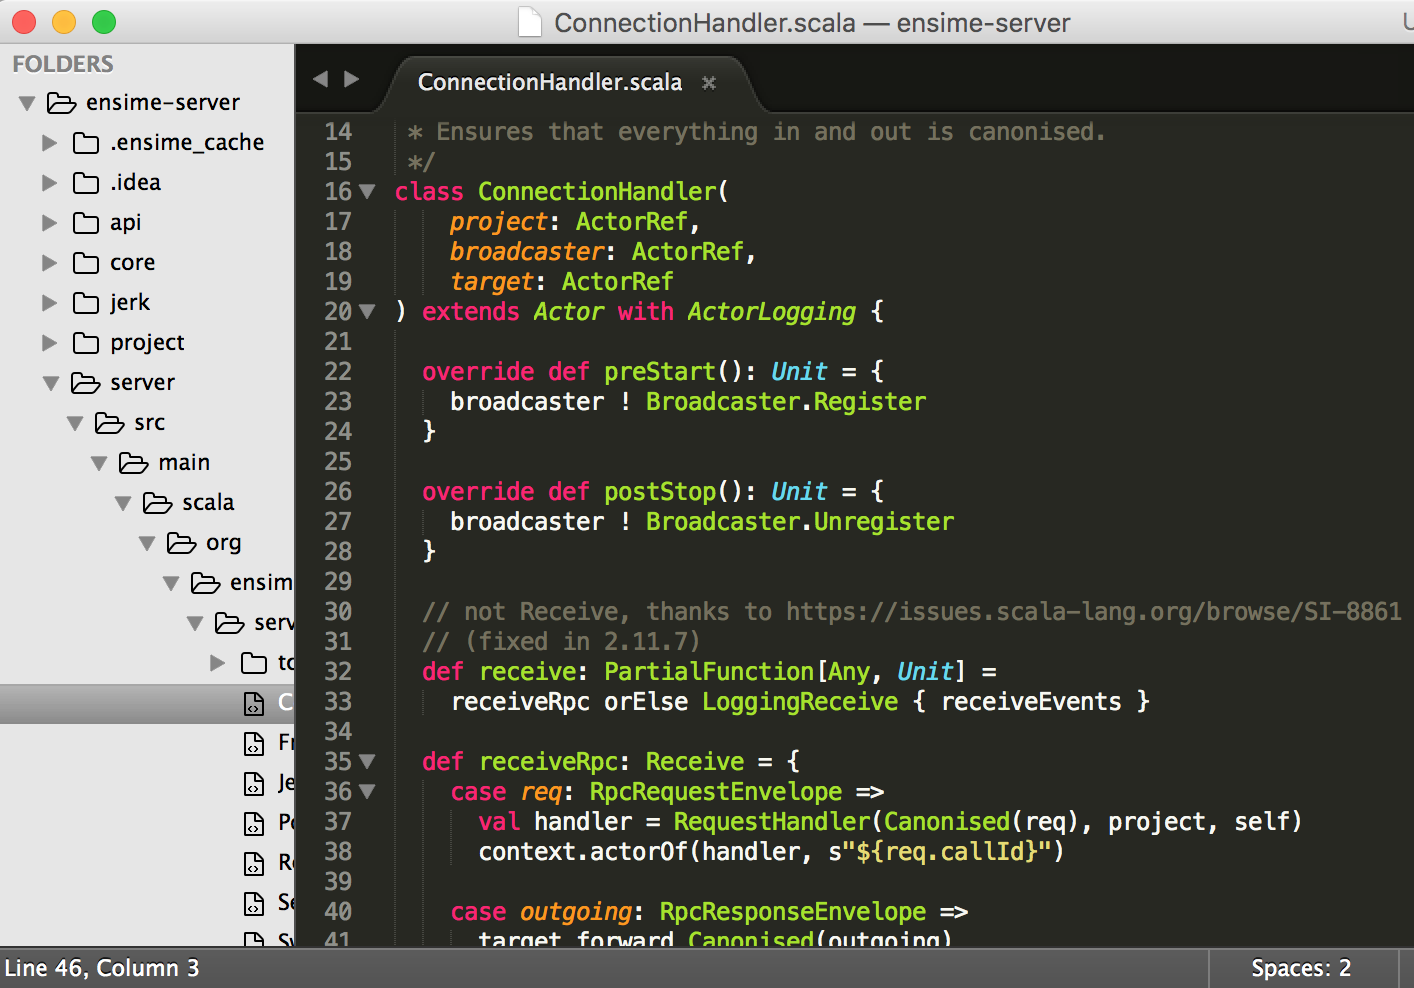 ConnectionHandler.scala — ensime-server
FOLDERS
ensime-server
.ensime_cache
.idea
api
core
jerk
project
server
src
main
scala
org
ensim
serv
C
Fr
Je
Re
Se
ConnectionHandler.scala ×
14 * Ensures that everything in and out is canonised.
15 */
16 class ConnectionHandler(
17 project: ActorRef,
18 broadcaster: ActorRef,
19 target: ActorRef
20 ) extends Actor with ActorLogging {
21
22 override def preStart(): Unit = {
23 broadcaster ! Broadcaster.Register
24 }
25
26 override def postStop(): Unit = {
27 broadcaster ! Broadcaster.Unregister
28 }
29
30 // not Receive, thanks to https://issues.scala-lang.org/browse/SI-8861
31 // (fixed in 2.11.7)
32 def receive: PartialFunction[Any, Unit] =
33 receiveRpc orElse LoggingReceive { receiveEvents }
34
35 def receiveRpc: Receive = {
36 case req: RpcRequestEnvelope =>
37 val handler = RequestHandler(Canonised(req), project, self)
38 context.actorOf(handler, s"${req.callId}")
39
40 case outgoing: RpcResponseEnvelope =>
41 target forward Canonised(outgoing)
Line 46, Column 3
Spaces: 2